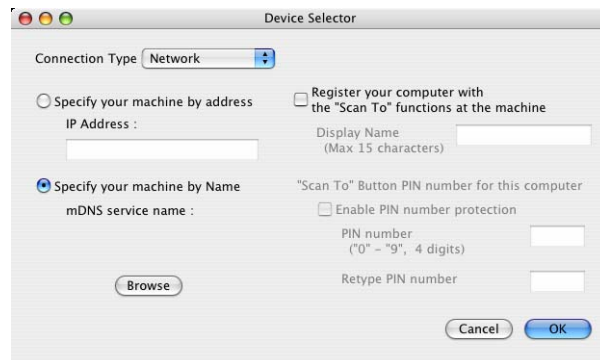 Device Selector
Connection Type Network
Specify your machine by address
IP Address :
Specify your machine by Name
mDNS service name :
Browse
Register your computer with
the "Scan To" functions at the machine
Display Name
(Max 15 characters)
"Scan To" Button PIN number for this computer
Enable PIN number protection
PIN number
("0" – "9", 4 digits)
Retype PIN number
Cancel OK